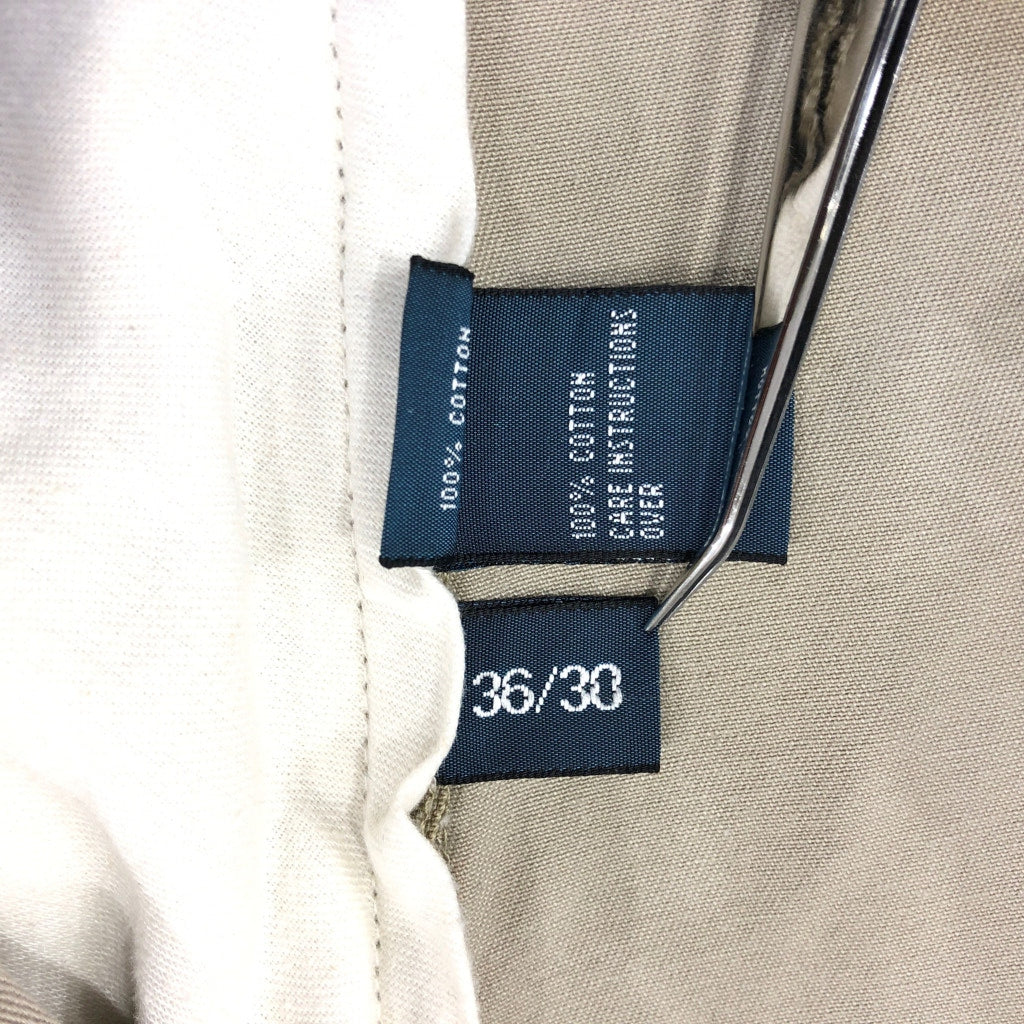 100% COTTON
100% COTTON
CARE INSTRUCTIONS
OVER
36/30